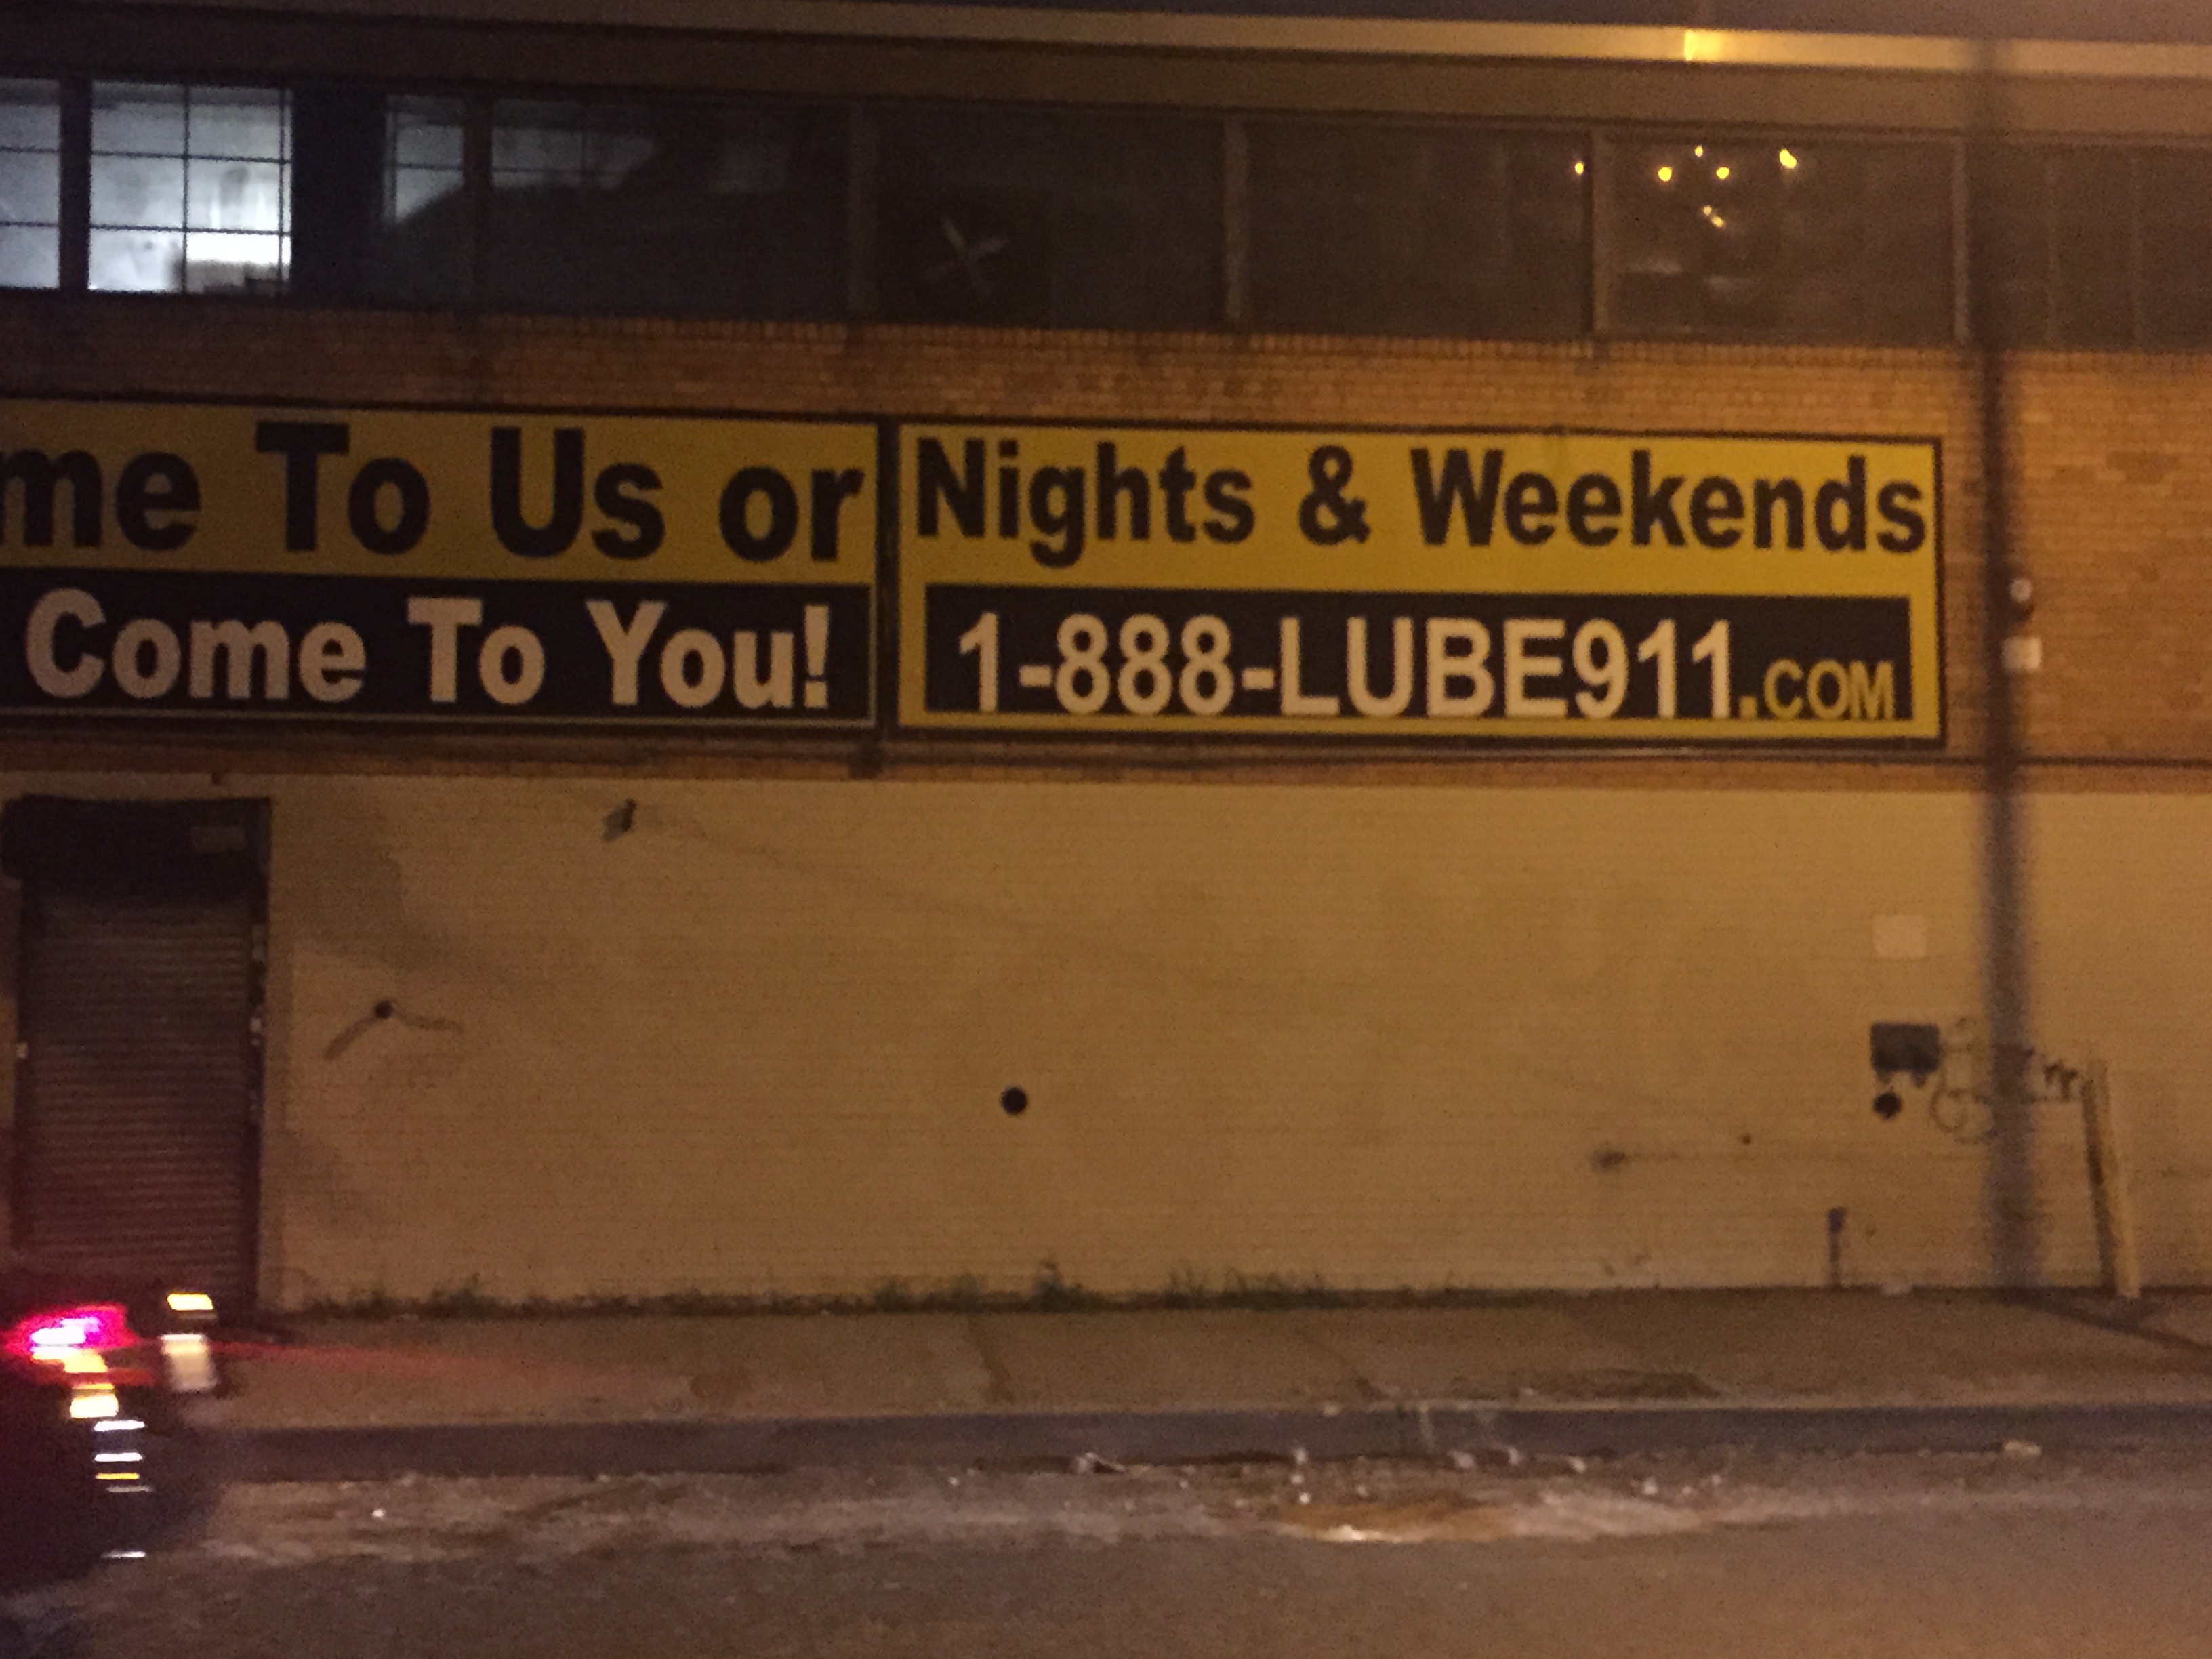 me To Us or
Come To You!
Nights & Weekends
1-888-LUBE911.COM